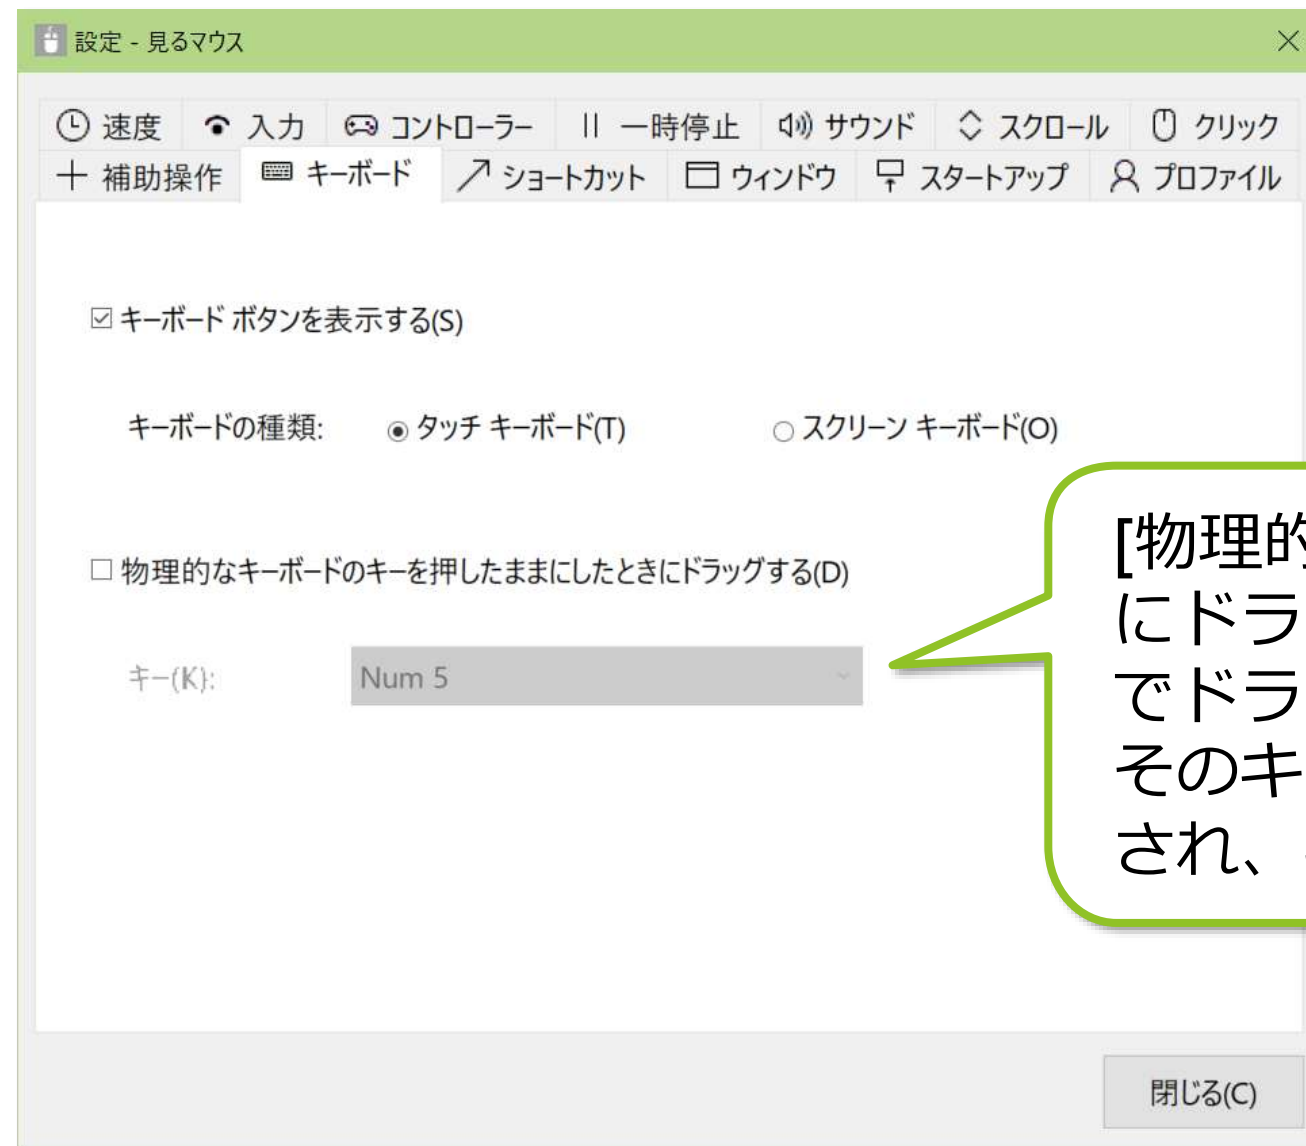 設定 - 見るマウス
速度 入力 コントローラー 一時停止 サウンド スクロール クリック
補助操作 キーボード ショートカット ウィンドウ スタートアップ プロファイル
キーボード ボタンを表示する(S)
キーボードの種類: タッチ キーボード(T) スクリーン キーボード(O)
物理的なキーボードのキーを押したままにしたときにドラッグする(D)
キー(K): Num 5
[物理的
にドラ
でドラ
そのキ
され、
閉じる(C)